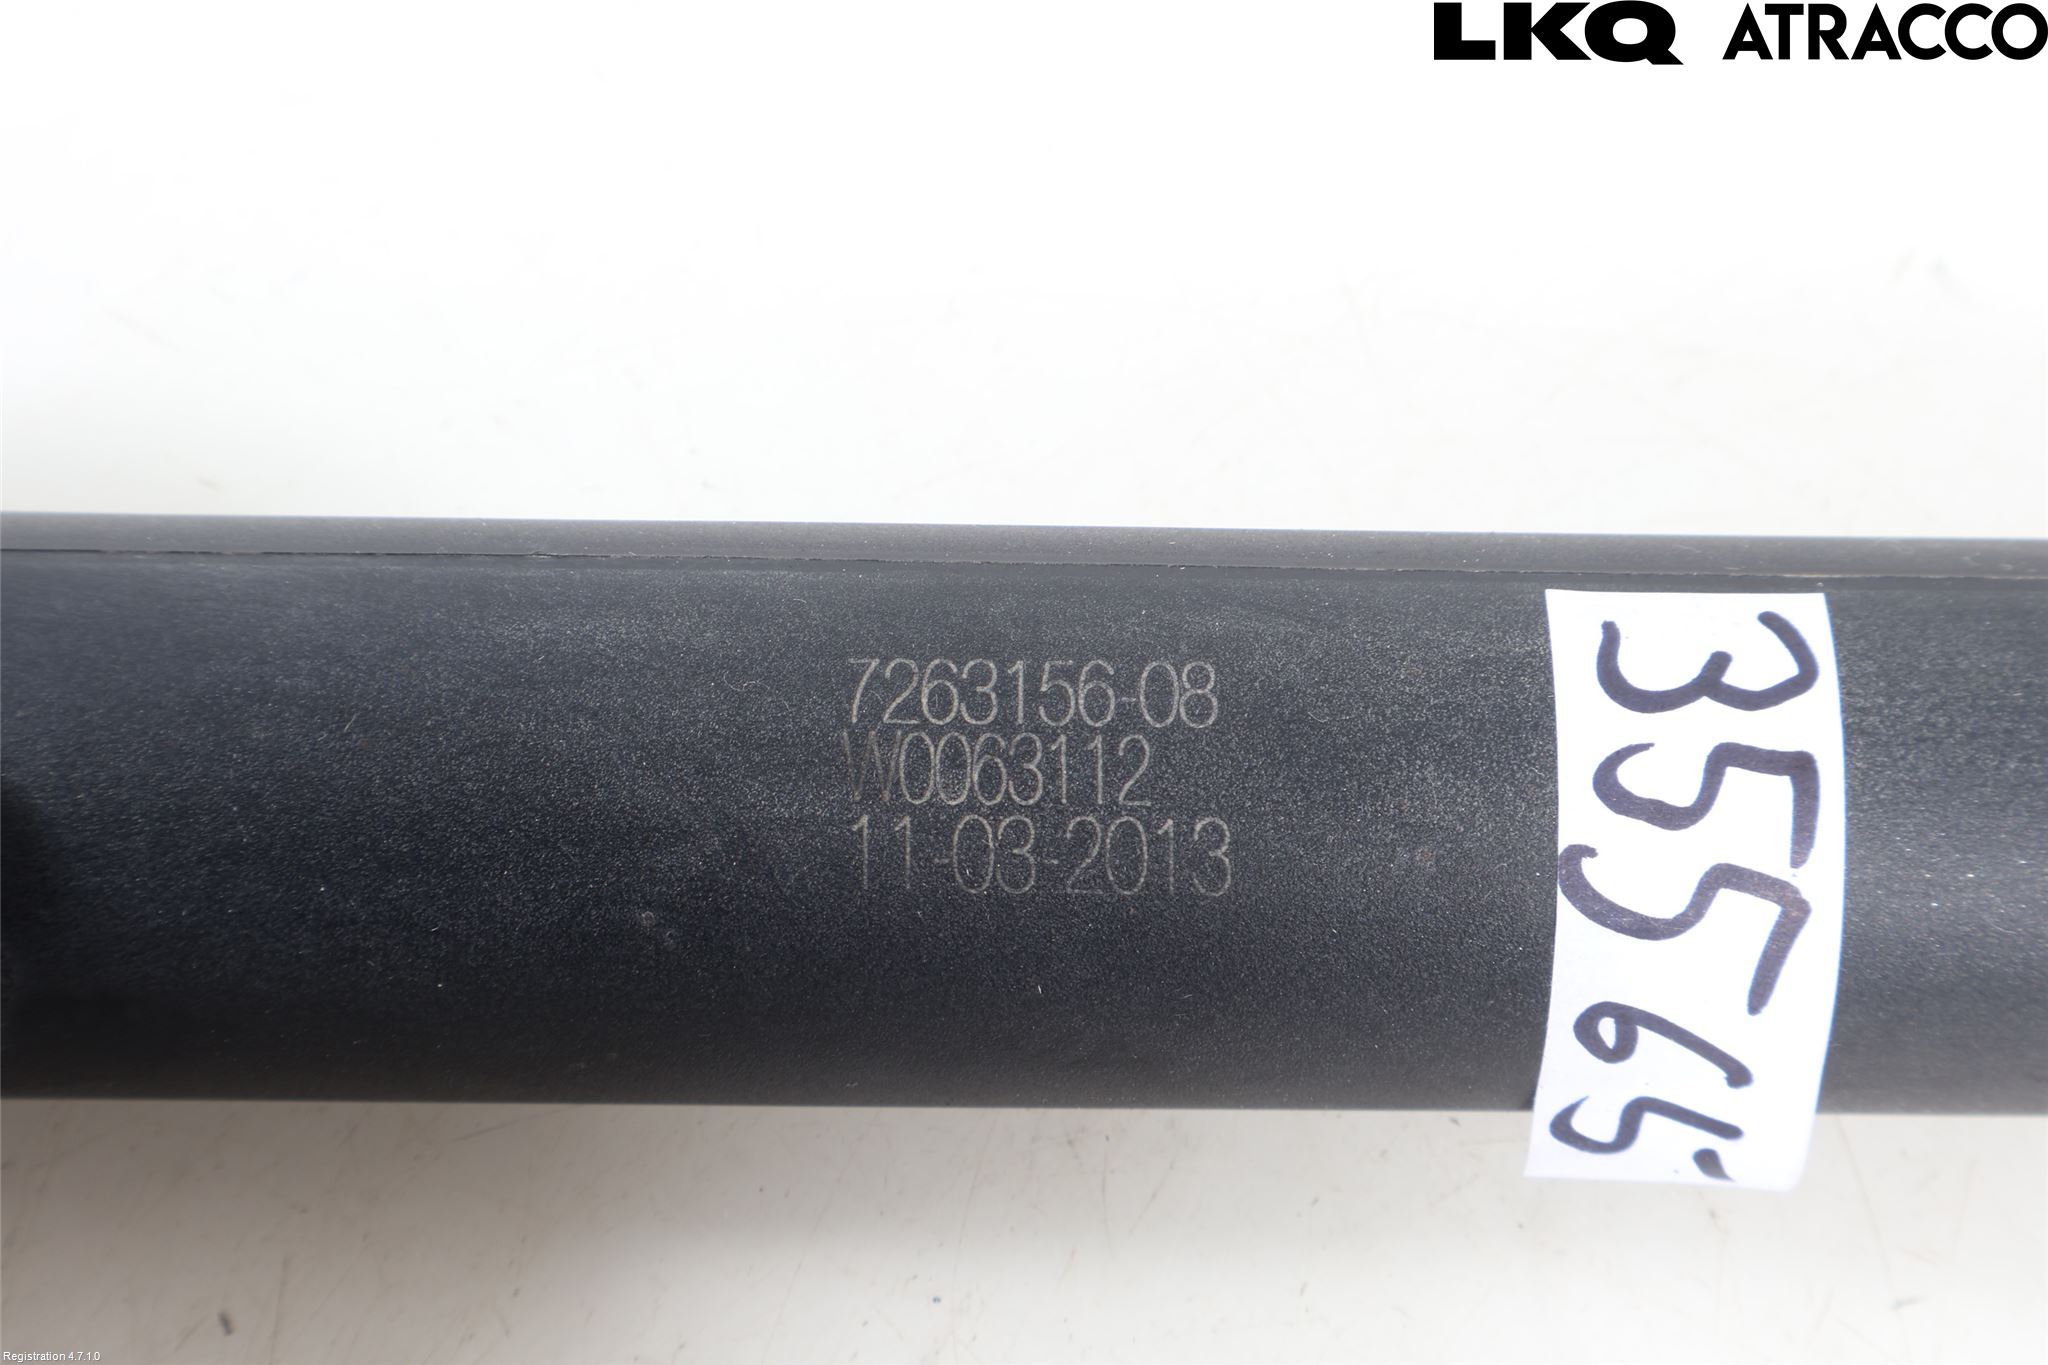 LKQ ATRACCO
7263156-08
W0063112
11-03-2013
35565
Registration 4.7.1.0